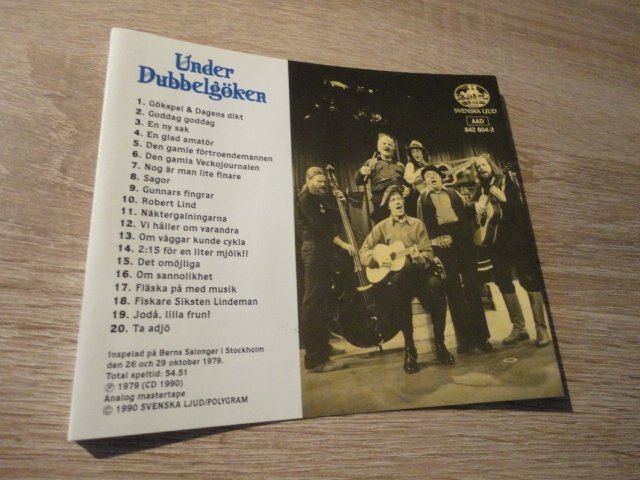 Under
Dubbelgöken
1. Gökspel & Dagens dikt
2. Goddag goddag
3. En ny sak
4. En glad amatör
5. Den gamle förtroendemannen
6. Den gamla Veckojournalen
7. Nog är man lite finare
8. Sagor
9. Gunnars fingrar
10. Robert Lind
11. Näktergalningarna
12. Vi håller om varandra
13. Om väggar kunde cykla
14. 2:15 för en liter mjölk!!
15. Det omöjliga
16. Om sannolikhet
17. Fläska på med musik
18. Fiskare Siksten Lindeman
19. Jodå, lilla frun!
20. Ta adjö
Inspelad på Berns Salonger i Stockholm
den 26 och 29 oktober 1979.
Total speltid: 54.51
Ⓟ 1979 (CD 1990)
Analog mastertape
© 1990 SVENSKA LJUD/POLYGRAM
SVENSKA LJUD
AAD
842 804-2